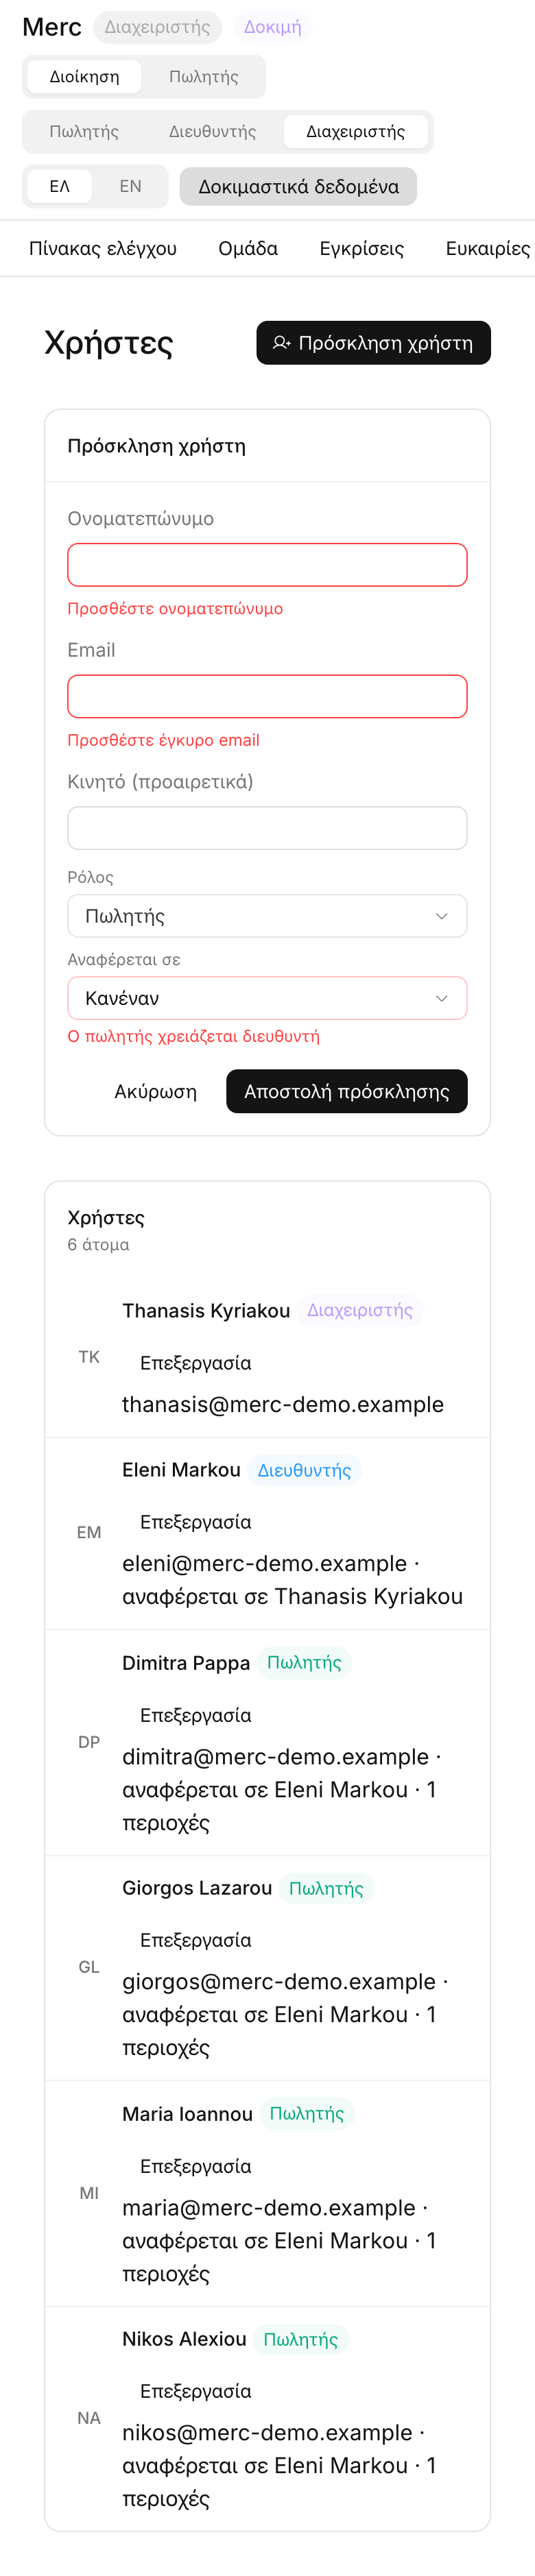 Merc Διαχειριστής Δοκιμή
Διοίκηση Πωλητής
Πωλητής Διευθυντής Διαχειριστής
ΕΛ EN Δοκιμαστικά δεδομένα
Πίνακας ελέγχου Ομάδα Εγκρίσεις Ευκαιρίες
Χρήστες Πρόσκληση χρήστη
Πρόσκληση χρήστη
Ονοματεπώνυμο
Προσθέστε ονοματεπώνυμο
Email
Προσθέστε έγκυρο email
Κινητό (προαιρετικά)
Ρόλος
Πωλητής
Αναφέρεται σε
Κανέναν
Ο πωλητής χρειάζεται διευθυντή
Ακύρωση Αποστολή πρόσκλησης
Χρήστες
6 άτομα
Thanasis Kyriakou Διαχειριστής
TK
Επεξεργασία
thanasis@merc-demo.example
Eleni Markou Διευθυντής
Επεξεργασία
EM
eleni@merc-demo.example ·
αναφέρεται σε Thanasis Kyriakou
Dimitra Pappa Πωλητής
Επεξεργασία
DP
dimitra@merc-demo.example ·
αναφέρεται σε Eleni Markou · 1
περιοχές
Giorgos Lazarou Πωλητής
Επεξεργασία
GL
giorgos@merc-demo.example ·
αναφέρεται σε Eleni Markou · 1
περιοχές
Maria Ioannou Πωλητής
Επεξεργασία
MI
maria@merc-demo.example ·
αναφέρεται σε Eleni Markou · 1
περιοχές
Nikos Alexiou Πωλητής
Επεξεργασία
NA
nikos@merc-demo.example ·
αναφέρεται σε Eleni Markou · 1
περιοχές